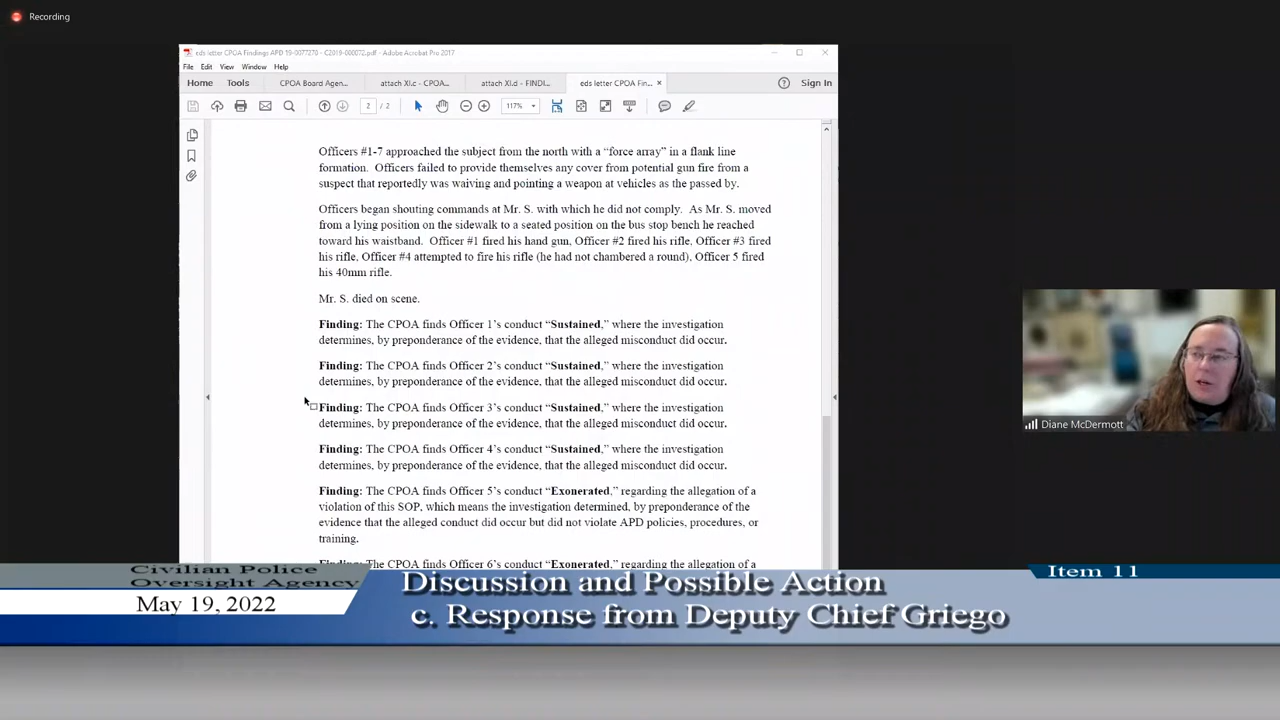 Recording
eds letter CPOA Findings APD 19-0077270 - C2019-000072.pdf - Adobe Acrobat Pro 2017
File Edit View Window Help
Home Tools CPOA Board Agen... attach XI.c - CPOA... attach XI.d - FINDI... eds letter CPOA Fin... × Sign In
2 / 2 117%
Officers #1-7 approached the subject from the north with a “force array” in a flank line
formation. Officers failed to provide themselves any cover from potential gun fire from a
suspect that reportedly was waiving and pointing a weapon at vehicles as the passed by.
Officers began shouting commands at Mr. S. with which he did not comply. As Mr. S. moved
from a lying position on the sidewalk to a seated position on the bus stop bench he reached
toward his waistband. Officer #1 fired his hand gun, Officer #2 fired his rifle, Officer #3 fired
his rifle, Officer #4 attempted to fire his rifle (he had not chambered a round), Officer 5 fired
his 40mm rifle.
Mr. S. died on scene.
Finding: The CPOA finds Officer 1’s conduct “Sustained,” where the investigation
determines, by preponderance of the evidence, that the alleged misconduct did occur.
Finding: The CPOA finds Officer 2’s conduct “Sustained,” where the investigation
determines, by preponderance of the evidence, that the alleged misconduct did occur.
Finding: The CPOA finds Officer 3’s conduct “Sustained,” where the investigation
determines, by preponderance of the evidence, that the alleged misconduct did occur.
Finding: The CPOA finds Officer 4’s conduct “Sustained,” where the investigation
determines, by preponderance of the evidence, that the alleged misconduct did occur.
Finding: The CPOA finds Officer 5’s conduct “Exonerated,” regarding the allegation of a
violation of this SOP, which means the investigation determined, by preponderance of the
evidence that the alleged conduct did occur but did not violate APD policies, procedures, or
training.
Finding: The CPOA finds Officer 6’s conduct “Exonerated,” regarding the allegation of a
Diane McDermott
Civilian Police
Oversight Agency
May 19, 2022
Discussion and Possible Action
c. Response from Deputy Chief Griego
Item 11